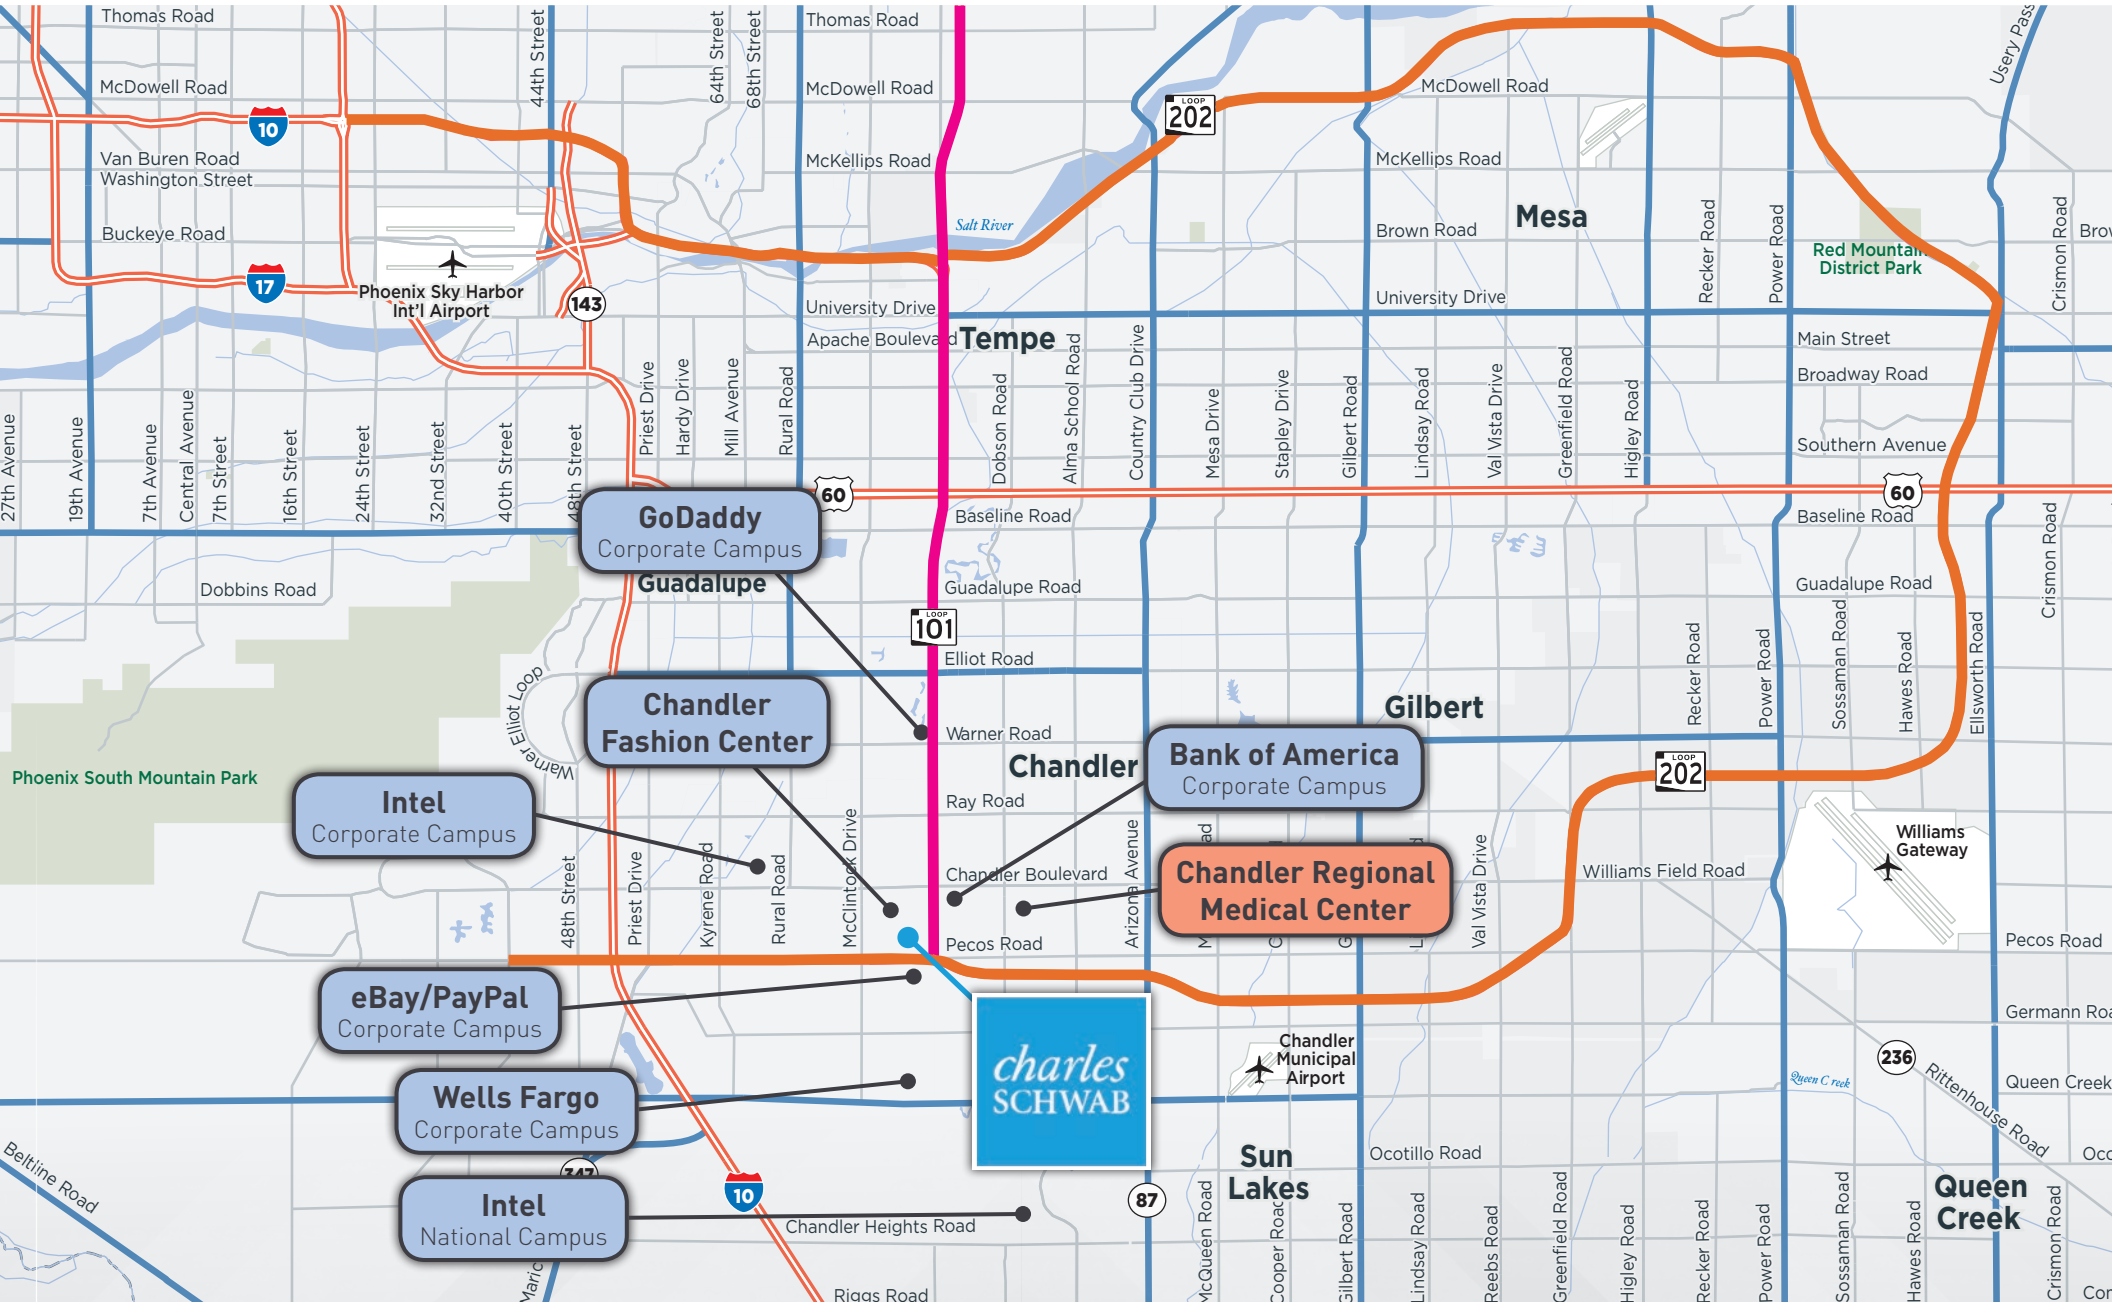 Thomas Road
44th Street
64th Street
68th Street
Thomas Road
Usery Pass
McDowell Road
McDowell Road
McDowell Road
LOOP
202
10
Van Buren Road
Washington Street
McKellips Road
McKellips Road
Buckeye Road
Salt River
Mesa
Brown Road
Recker Road
Power Road
Red Mountain
District Park
Crismon Road
17
Phoenix Sky Harbor
Int'l Airport
143
University Drive
University Drive
Apache Boulevard
Tempe
Main Street
Broadway Road
Southern Avenue
27th Avenue
19th Avenue
7th Avenue
Central Avenue
7th Street
16th Street
24th Street
32nd Street
40th Street
48th Street
Priest Drive
Hardy Drive
Mill Avenue
Rural Road
Dobson Road
Alma School Road
Country Club Drive
Mesa Drive
Stapley Drive
Gilbert Road
Lindsay Road
Val Vista Drive
Greenfield Road
Higley Road
60
60
GoDaddy
Corporate Campus
Baseline Road
Baseline Road
Dobbins Road
Guadalupe
Guadalupe Road
Guadalupe Road
Crismon Road
LOOP
101
Elliot Road
Recker Road
Power Road
Sossaman Road
Hawes Road
Ellsworth Road
Warner Elliot Loop
Chandler
Fashion Center
Gilbert
Warner Road
Chandler
Bank of America
Corporate Campus
LOOP
202
Phoenix South Mountain Park
Intel
Corporate Campus
Ray Road
Williams
Gateway
48th Street
Priest Drive
Kyrene Road
Rural Road
McClintock Drive
Chandler Boulevard
Arizona Avenue
Chandler Regional
Medical Center
Val Vista Drive
Williams Field Road
Pecos Road
Pecos Road
eBay/PayPal
Corporate Campus
charles
SCHWAB
Germann Roa
Chandler
Municipal
Airport
236
Rittenhouse Road
Queen Creek
Queen Creek
Wells Fargo
Corporate Campus
347
Beltline Road
Ocotillo Road
Sun
Lakes
Intel
National Campus
10
87
Chandler Heights Road
Queen
Creek
Maric
Riggs Road
McQueen Road
Cooper Road
Gilbert Road
Lindsay Road
Reebs Road
Greenfield Road
Higley Road
Recker Road
Power Road
Sossaman Road
Hawes Road
Crismon Road